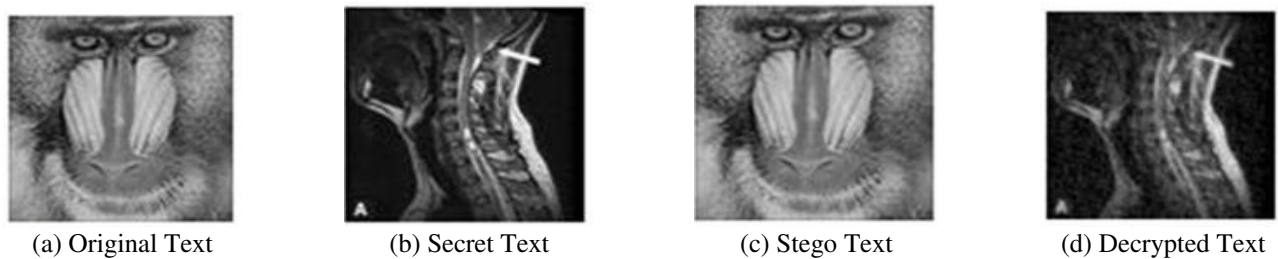 A
A
(a) Original Text
(b) Secret Text
(c) Stego Text
(d) Decrypted Text